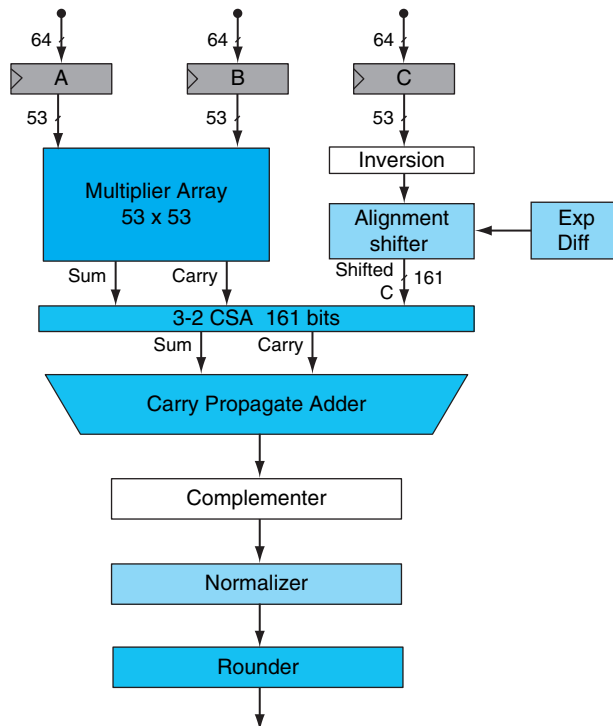 64 64 64
A B C
53 53 53
Inversion
Multiplier Array
53 x 53
Alignment
shifter
Exp
Diff
Sum Carry
Shifted
C
161
3-2 CSA 161 bits
Sum Carry
Carry Propagate Adder
Complementer
Normalizer
Rounder